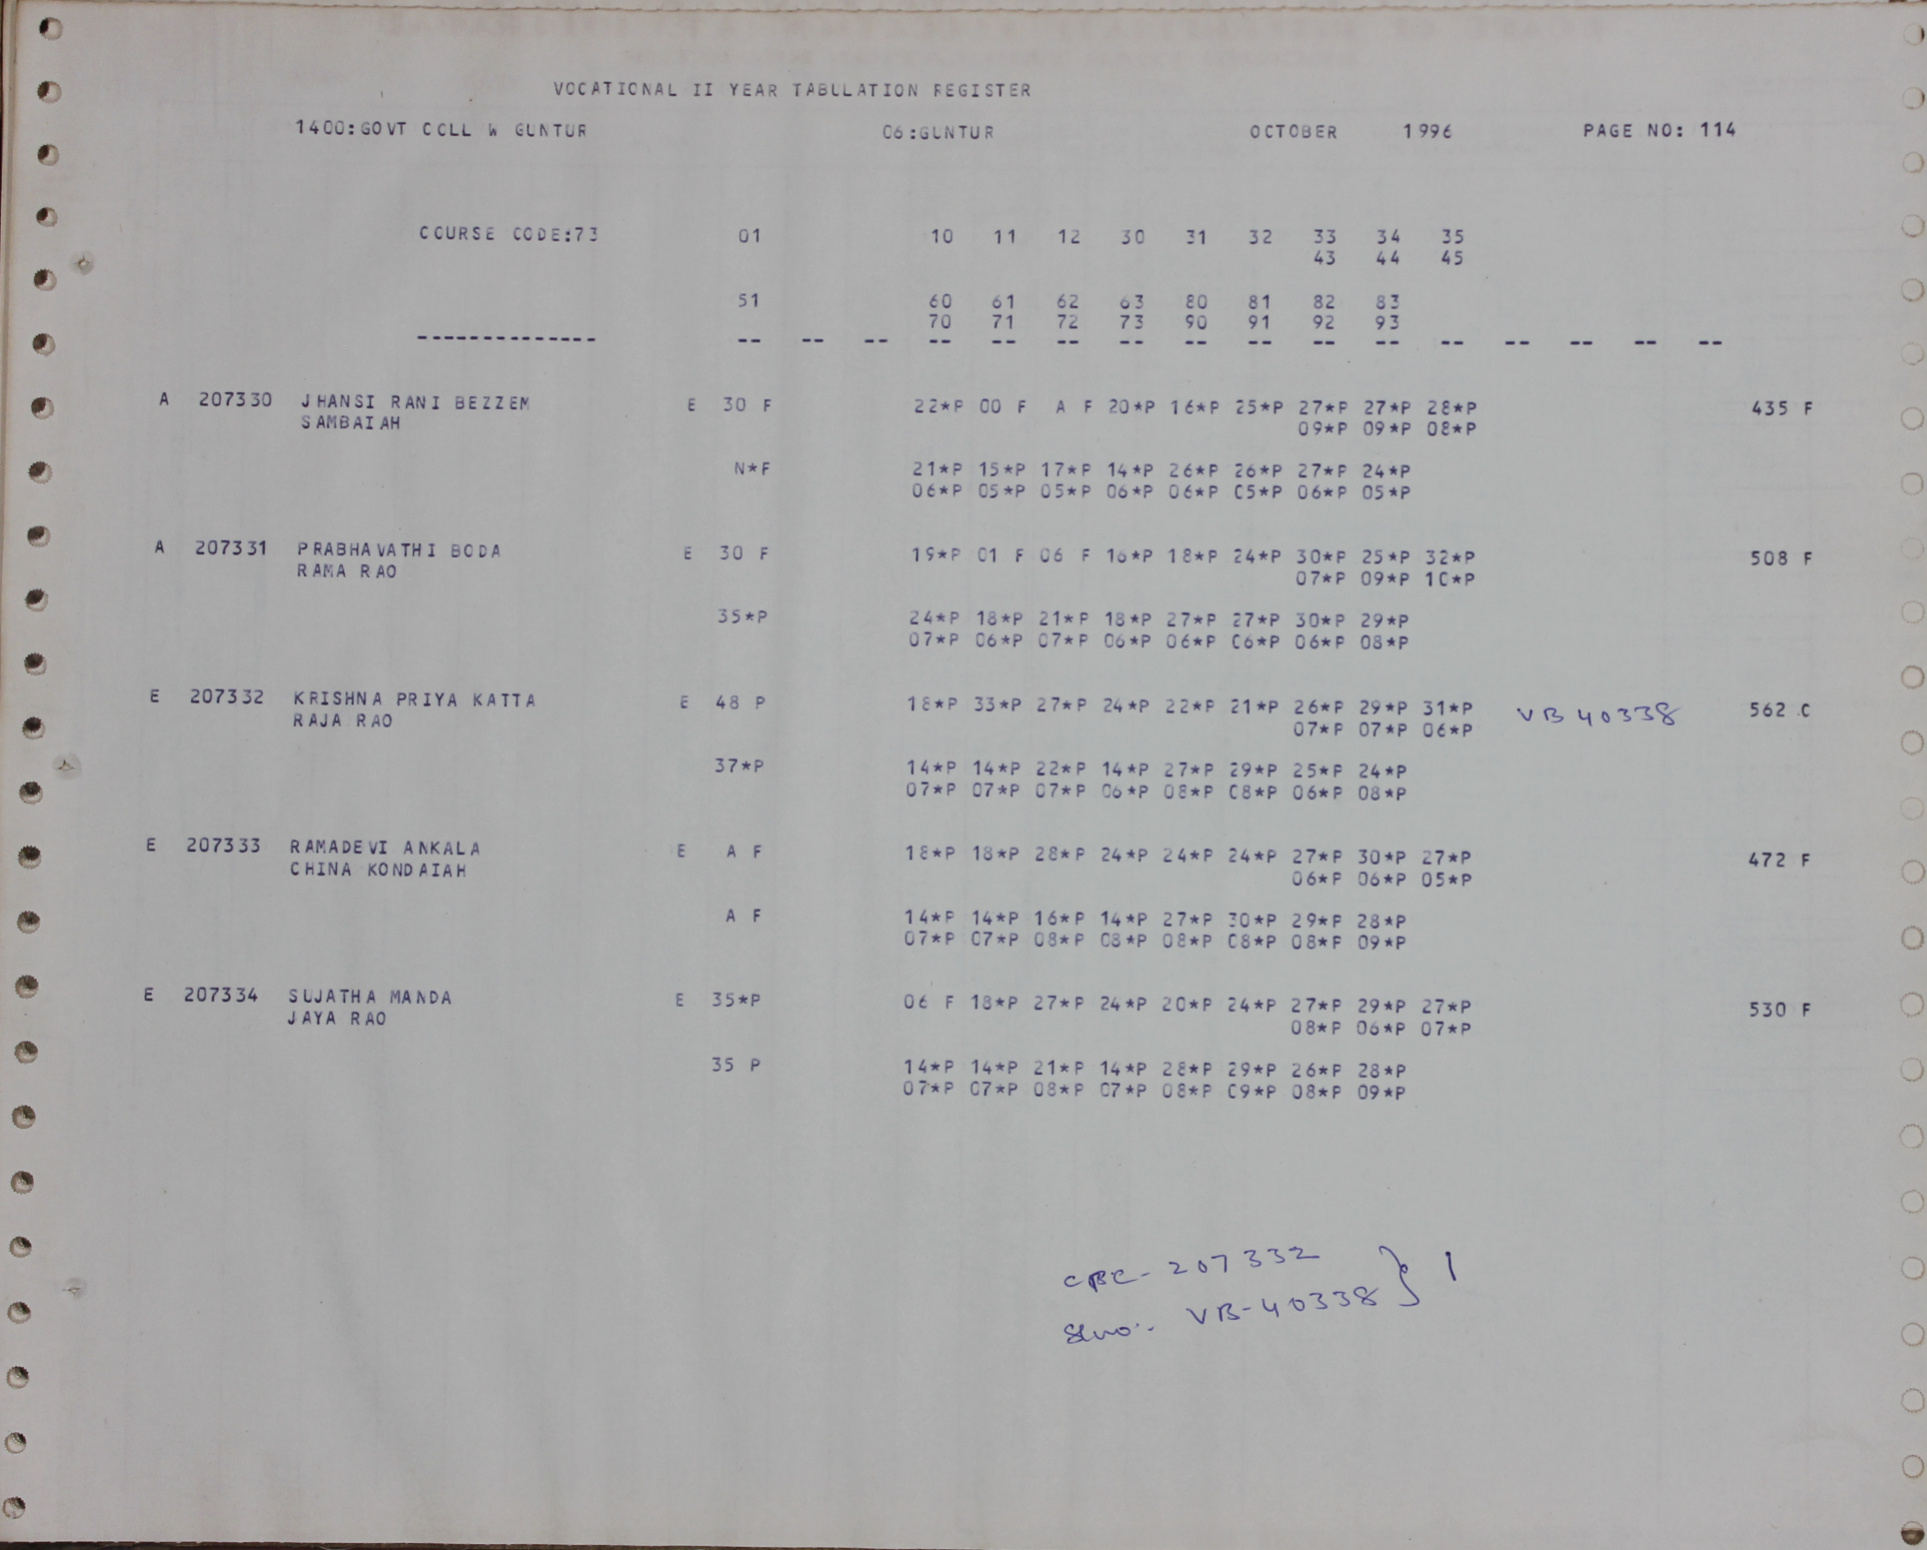 VOCATIONAL II YEAR TABULATION REGISTER
1400:GOVT COLL W GUNTUR 06:GUNTUR OCTOBER 1996 PAGE NO: 114
COURSE CODE:73 01 10 11 12 30 31 32 33 34 35
43 44 45
51 60 61 62 63 80 81 82 83
70 71 72 73 90 91 92 93
-------------- -- -- -- -- -- -- -- -- -- -- -- -- -- -- -- --
A 207330 JHANSI RANI BEZZEM E 30 F 22*P 00 F A F 20*P 16*P 25*P 27*P 27*P 28*P 435 F
SAMBAIAH 09*P 09*P 08*P
N*F 21*P 15*P 17*P 14*P 26*P 26*P 27*P 24*P
06*P 05*P 05*P 06*P 06*P 05*P 06*P 05*P
A 207331 PRABHAVATHI BODA E 30 F 19*P 01 F 06 F 16*P 18*P 24*P 30*P 25*P 32*P 508 F
RAMA RAO 07*P 09*P 10*P
35*P 24*P 18*P 21*P 18*P 27*P 27*P 30*P 29*P
07*P 06*P 07*P 06*P 06*P 06*P 06*P 08*P
E 207332 KRISHNA PRIYA KATTA E 48 P 18*P 33*P 27*P 24*P 22*P 21*P 26*P 29*P 31*P VB 40338 562 C
RAJA RAO 07*P 07*P 06*P
37*P 14*P 14*P 22*P 14*P 27*P 29*P 25*P 24*P
07*P 07*P 07*P 06*P 08*P 08*P 06*P 08*P
E 207333 RAMADEVI ANKALA E A F 18*P 18*P 28*P 24*P 24*P 24*P 27*P 30*P 27*P 472 F
CHINA KONDAIAH 06*P 06*P 05*P
A F 14*P 14*P 16*P 14*P 27*P 30*P 29*P 28*P
07*P 07*P 08*P 08*P 08*P 08*P 08*P 09*P
E 207334 SUJATHA MANDA E 35*P 06 F 18*P 27*P 24*P 20*P 24*P 27*P 29*P 27*P 530 F
JAYA RAO 08*P 06*P 07*P
35 P 14*P 14*P 21*P 14*P 28*P 29*P 26*P 28*P
07*P 07*P 08*P 07*P 08*P 09*P 08*P 09*P
207332 } 1
Slno:- VB-40338